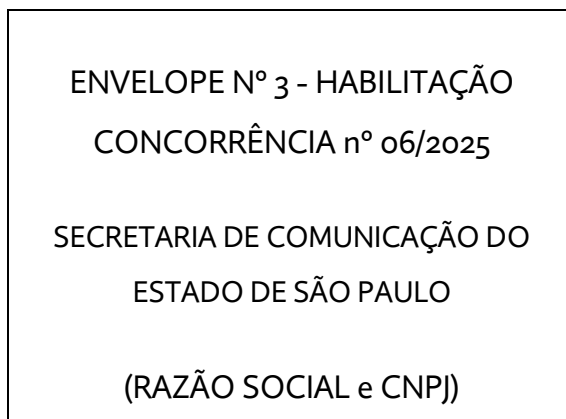 ENVELOPE Nº 3 - HABILITAÇÃO
CONCORRÊNCIA nº 06/2025
SECRETARIA DE COMUNICAÇÃO DO
ESTADO DE SÃO PAULO
(RAZÃO SOCIAL e CNPJ)